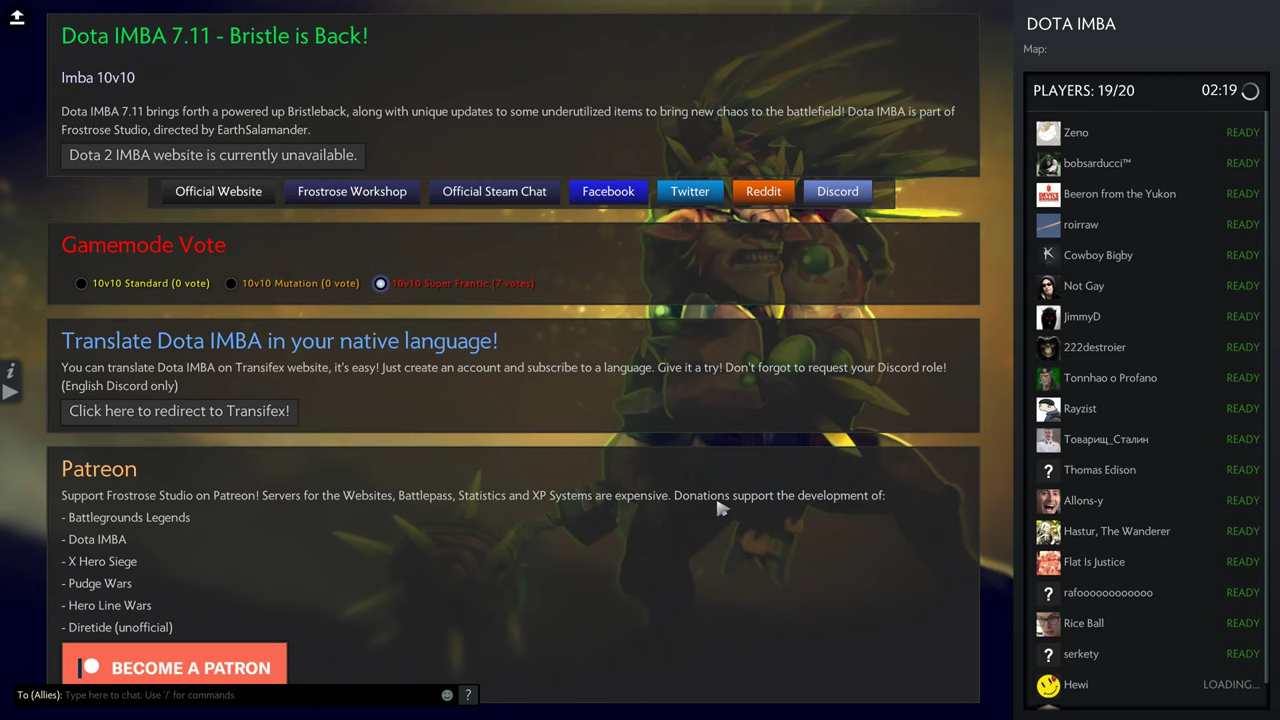 Dota IMBA 7.11 - Bristle is Back!
Imba 10v10
Dota IMBA 7.11 brings forth a powered up Bristleback, along with unique updates to some underutilized items to bring new chaos to the battlefield! Dota IMBA is part of
Frostrose Studio, directed by EarthSalamander.
Dota 2 IMBA website is currently unavailable.
Official Website
Frostrose Workshop
Official Steam Chat
Facebook
Twitter
Reddit
Discord
Gamemode Vote
10v10 Standard (0 vote)
10v10 Mutation (0 vote)
10v10 Super Frantic (7 votes)
Translate Dota IMBA in your native language!
You can translate Dota IMBA on Transifex website, it's easy! Just create an account and subscribe to a language. Give it a try! Don't forgot to request your Discord role!
(English Discord only)
Click here to redirect to Transifex!
Patreon
Support Frostrose Studio on Patreon! Servers for the Websites, Battlepass, Statistics and XP Systems are expensive. Donations support the development of:
- Battlegrounds Legends
- Dota IMBA
- X Hero Siege
- Pudge Wars
- Hero Line Wars
- Diretide (unofficial)
BECOME A PATRON
To (Allies): Type here to chat. Use '/' for commands.
?
DOTA IMBA
Map:
PLAYERS: 19/20 02:19
Zeno READY
bobsarducci™ READY
Beeron from the Yukon READY
roirraw READY
Cowboy Bigby READY
Not Gay READY
JimmyD READY
222destroier READY
Tonnhao o Profano READY
Rayzist READY
Товарищ_Сталин READY
? Thomas Edison READY
Allons-y READY
Hastur, The Wanderer READY
Flat Is Justice READY
? rafoooooooooooo READY
Rice Ball READY
? serkety READY
Hewi LOADING...